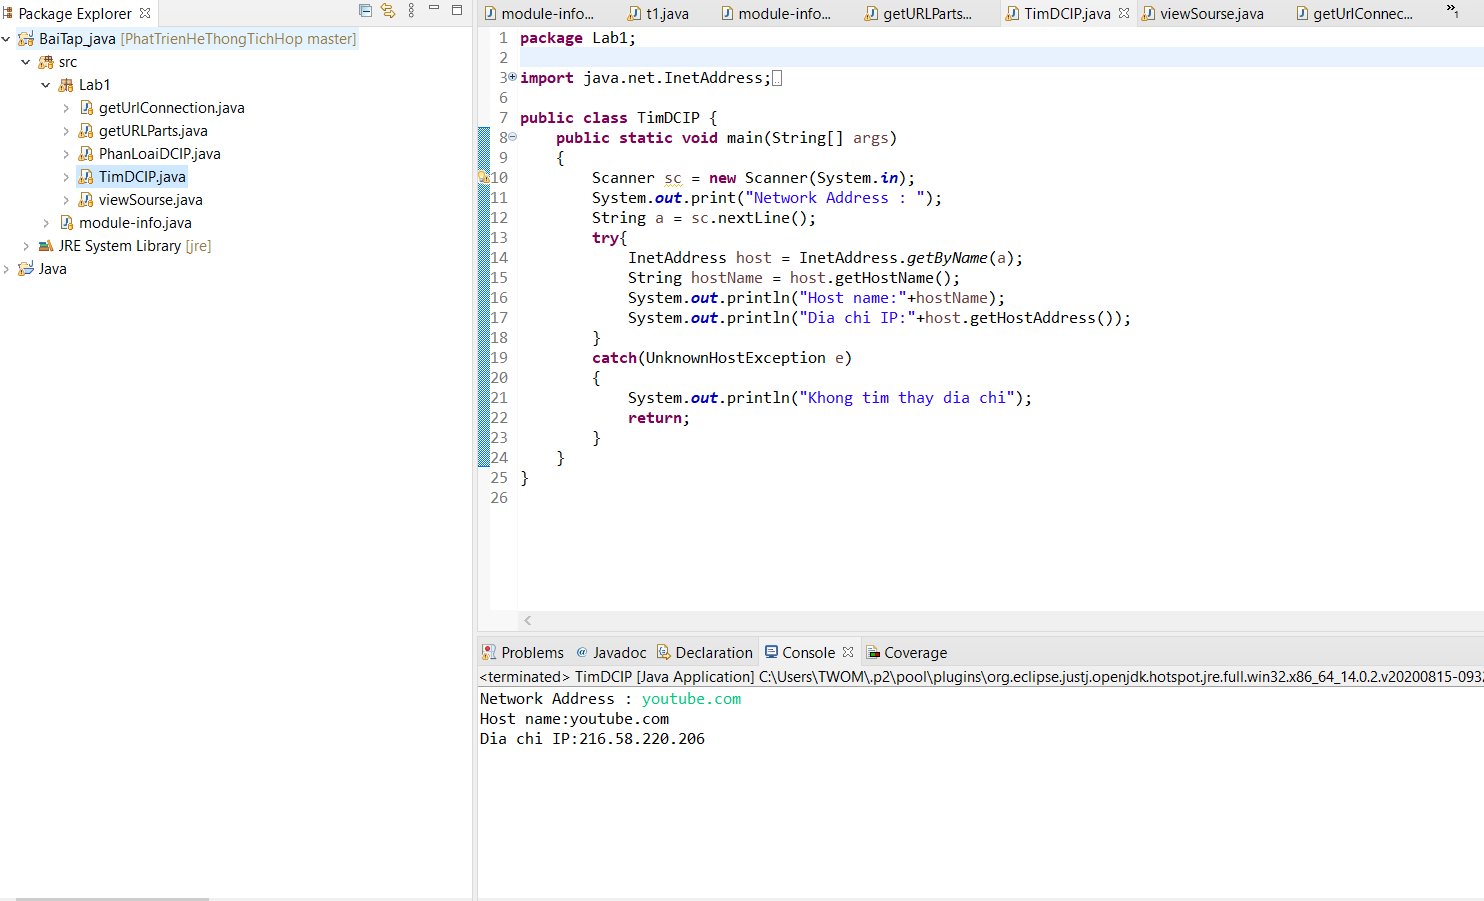 Package Explorer
BaiTap_java [PhatTrienHeThongTichHop master]
src
Lab1
getUrlConnection.java
getURLParts.java
PhanLoaiDCIP.java
TimDCIP.java
viewSourse.java
module-info.java
JRE System Library [jre]
Java
module-info... t1.java module-info... getURLParts... TimDCIP.java viewSourse.java getUrlConnec... »1
1 package Lab1;
2
3 import java.net.InetAddress;
6
7 public class TimDCIP {
8 public static void main(String[] args)
9 {
10 Scanner sc = new Scanner(System.in);
11 System.out.print("Network Address : ");
12 String a = sc.nextLine();
13 try{
14 InetAddress host = InetAddress.getByName(a);
15 String hostName = host.getHostName();
16 System.out.println("Host name:"+hostName);
17 System.out.println("Dia chi IP:"+host.getHostAddress());
18 }
19 catch(UnknownHostException e)
20 {
21 System.out.println("Khong tim thay dia chi");
22 return;
23 }
24 }
25 }
26
Problems @ Javadoc Declaration Console Coverage
<terminated> TimDCIP [Java Application] C:\Users\TWOM\.p2\pool\plugins\org.eclipse.justj.openjdk.hotspot.jre.full.win32.x86_64_14.0.2.v20200815-093
Network Address : youtube.com
Host name:youtube.com
Dia chi IP:216.58.220.206